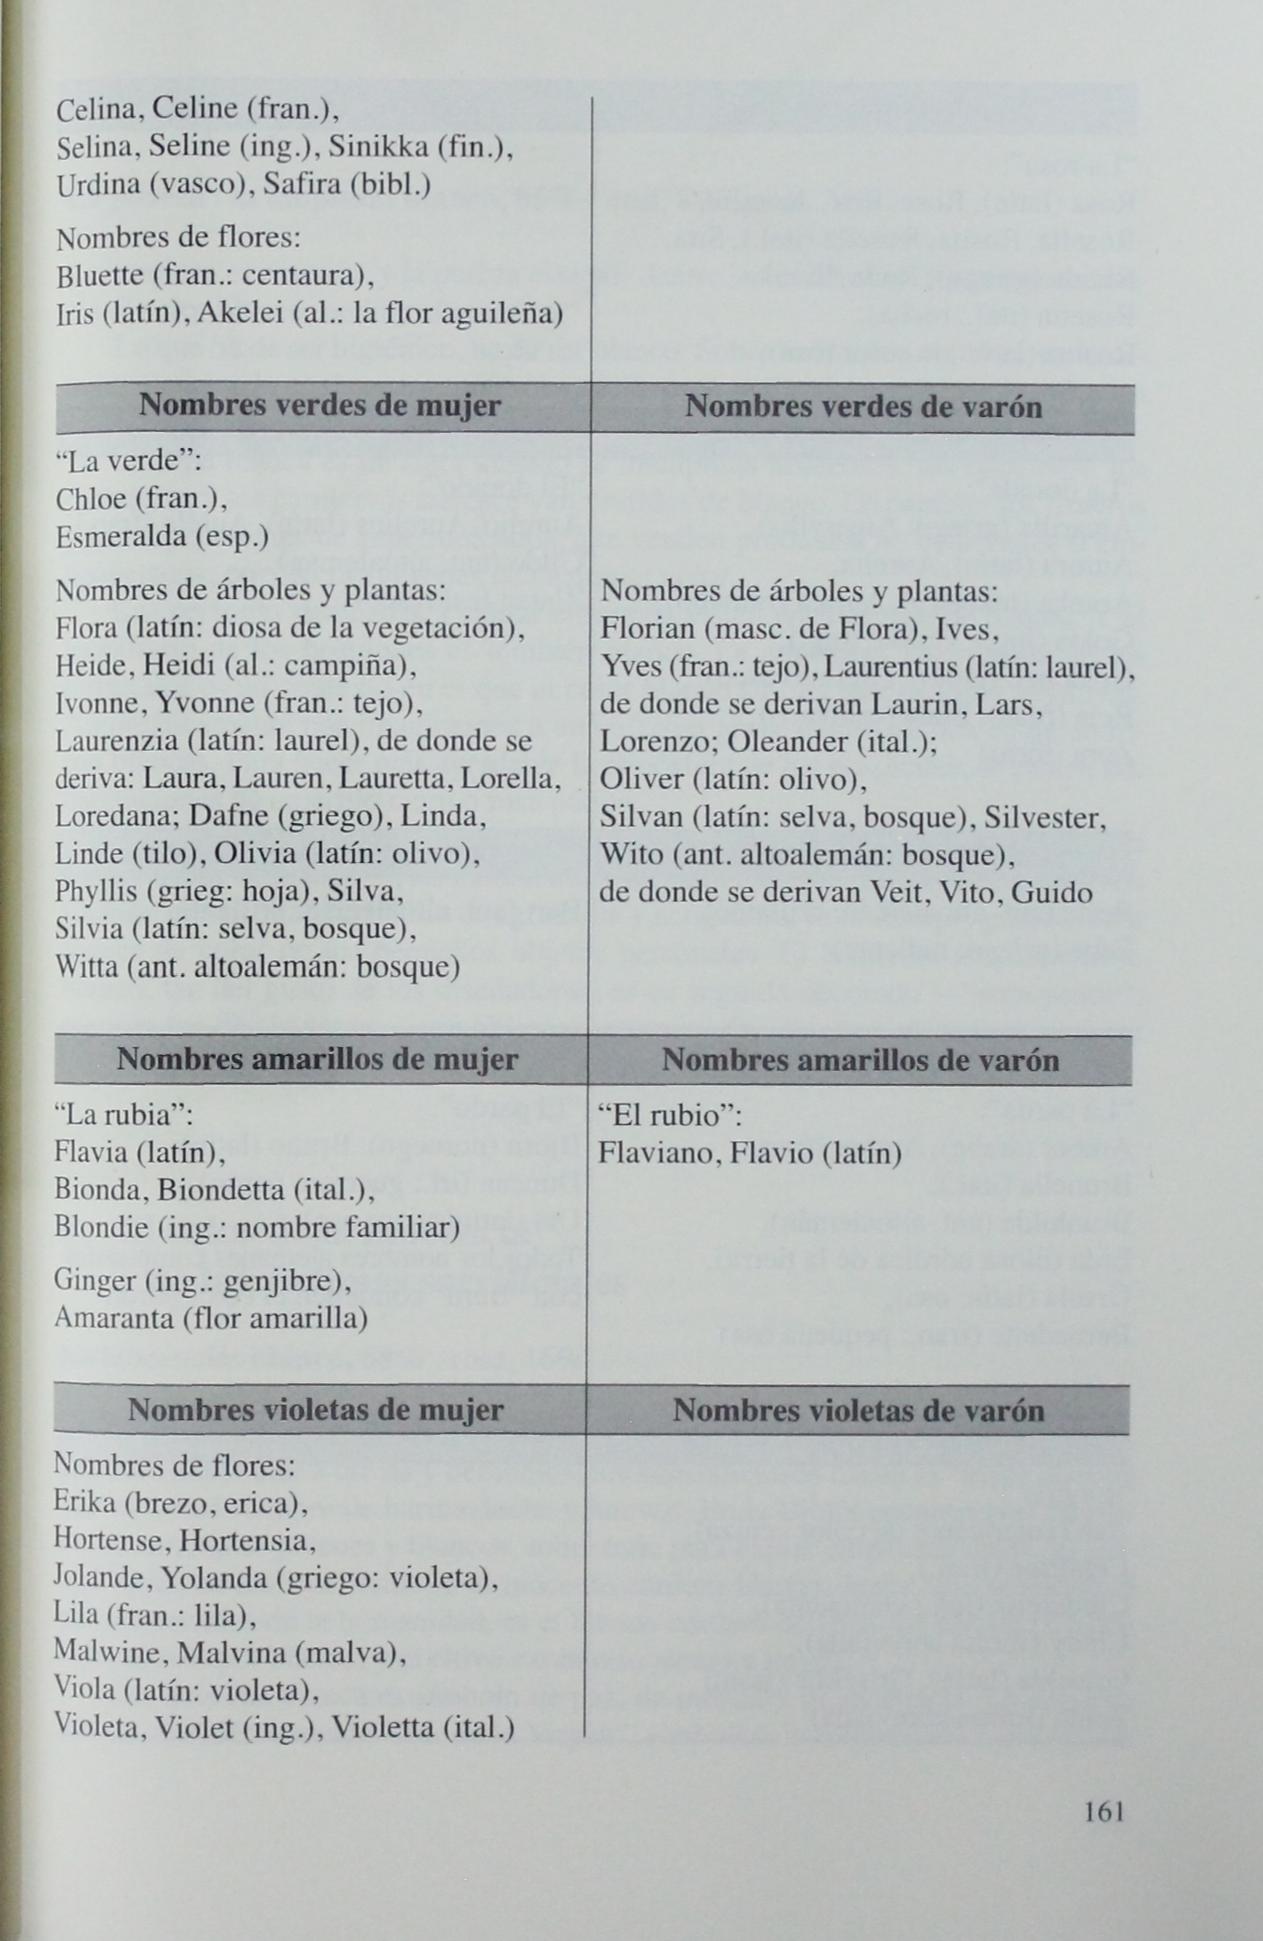 Celina, Celine (fran.),
Selina, Seline (ing.), Sinikka (fin.),
Urdina (vasco), Safira (bibl.)
Nombres de flores:
Bluette (fran.: centaura),
Iris (latín), Akelei (al.: la flor aguileña)
Nombres verdes de mujer
“La verde”:
Chloe (fran.),
Esmeralda (esp.)
Nombres de árboles y plantas:
Flora (latín: diosa de la vegetación),
Heide, Heidi (al.: campiña),
Ivonne, Yvonne (fran.: tejo),
Laurenzia (latín: laurel), de donde se
deriva: Laura, Lauren, Lauretta, Lorella,
Loredana; Dafne (griego), Linda,
Linde (tilo), Olivia (latín: olivo),
Phyllis (grieg: hoja), Silva,
Silvia (latín: selva, bosque),
Witta (ant. altoalemán: bosque)
Nombres verdes de varón
Nombres de árboles y plantas:
Florian (masc. de Flora), Ives,
Yves (fran.: tejo), Laurentius (latín: laurel),
de donde se derivan Laurin, Lars,
Lorenzo; Oleander (ital.);
Oliver (latín: olivo),
Silvan (latín: selva, bosque), Silvester,
Wito (ant. altoalemán: bosque),
de donde se derivan Veit, Vito, Guido
Nombres amarillos de mujer
“La rubia”:
Flavia (latín),
Bionda, Biondetta (ital.),
Blondie (ing.: nombre familiar)
Ginger (ing.: genjibre),
Amaranta (flor amarilla)
Nombres amarillos de varón
“El rubio”:
Flaviano, Flavio (latín)
Nombres violetas de mujer
Nombres de flores:
Erika (brezo, erica),
Hortense, Hortensia,
Jolande, Yolanda (griego: violeta),
Lila (fran.: lila),
Malwine, Malvina (malva),
Viola (latín: violeta),
Violeta, Violet (ing.), Violetta (ital.)
Nombres violetas de varón
161